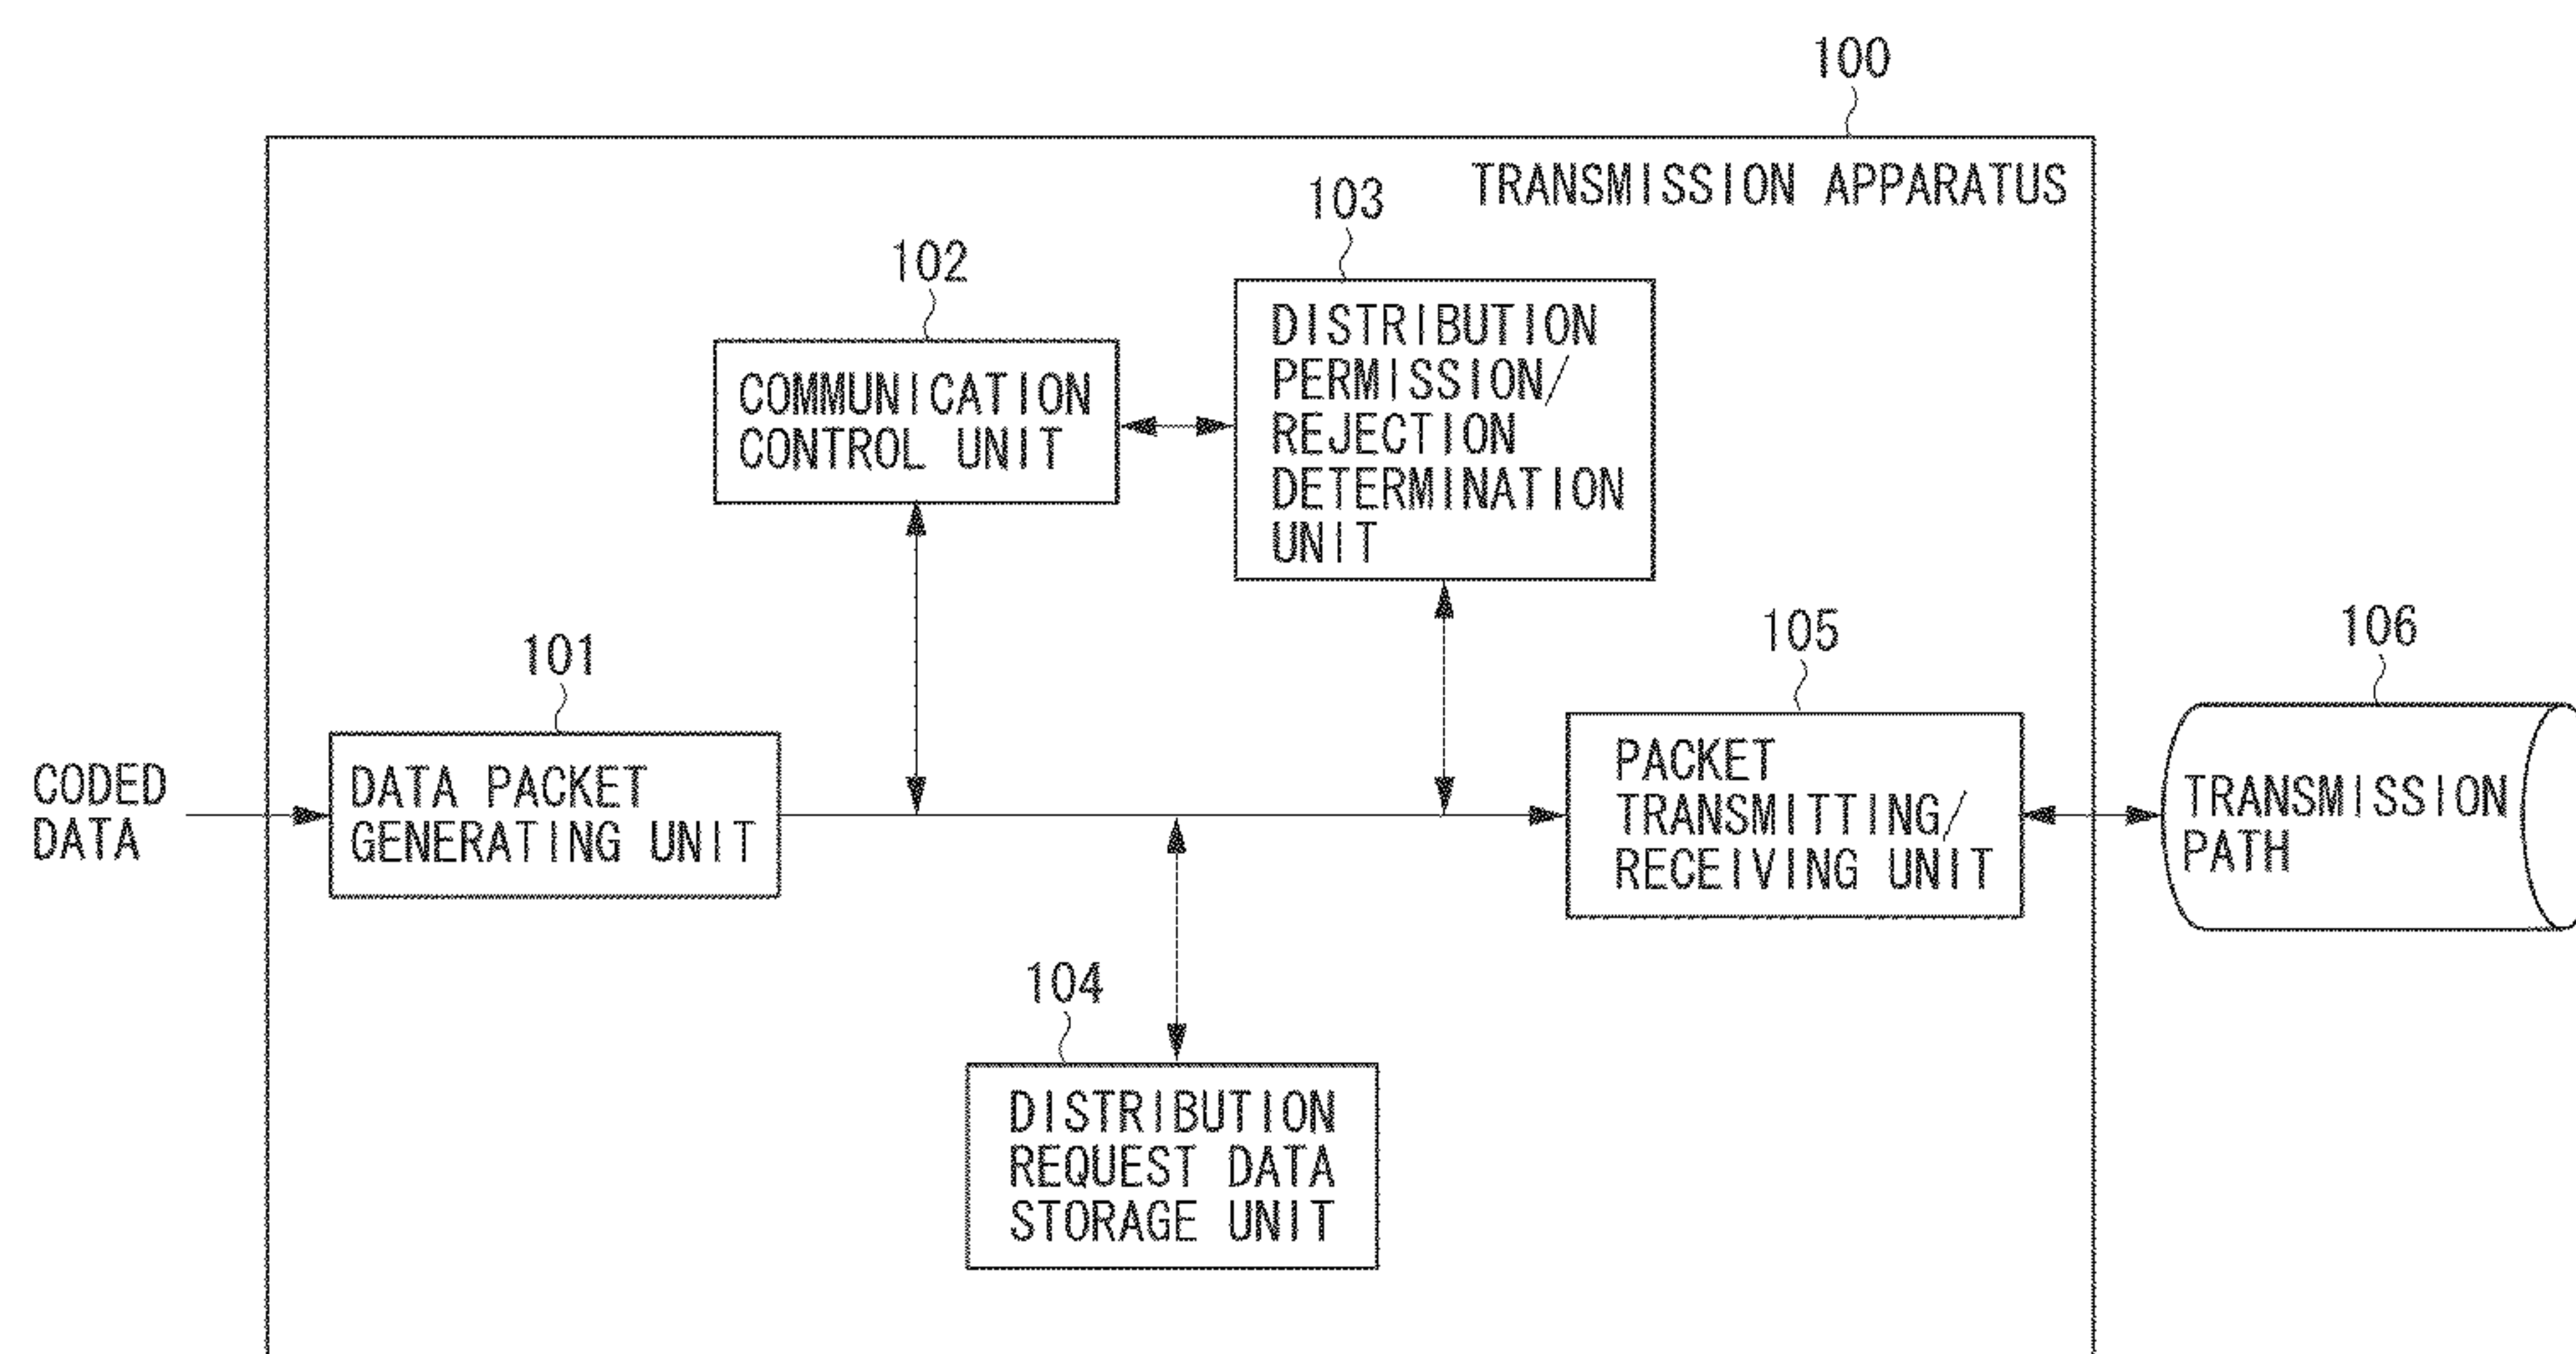 100
TRANSMISSION APPARATUS
103
102
DISTRIBUTION
PERMISSION/
REJECTION
DETERMINATION
UNIT
COMMUNICATION
CONTROL UNIT
101
105
106
CODED
DATA
DATA PACKET
GENERATING UNIT
PACKET
TRANSMITTING/
RECEIVING UNIT
TRANSMISSION
PATH
104
DISTRIBUTION
REQUEST DATA
STORAGE UNIT